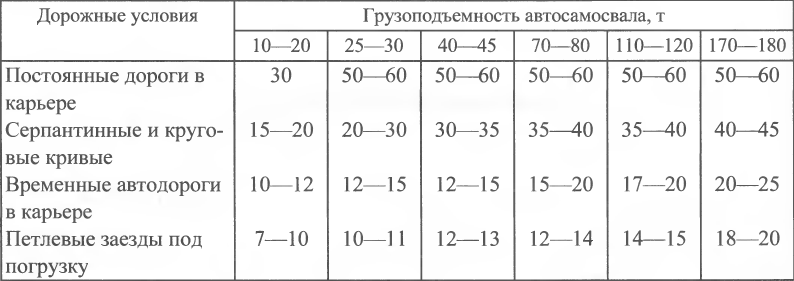 Дорожные условия Грузоподъемность автосамосвала, т
10—20 25—30 40—45 70—80 110—120 170—180
Постоянные дороги в 30 50—60 50—60 50—60 50—60 50—60
карьере
Серпантинные и круго- 15—20 20—30 30—35 35—40 35—40 40—45
вые кривые
Временные автодороги 10—12 12—15 12—15 15—20 17—20 20—25
в карьере
Петлевые заезды под 7—10 10—11 12—13 12—14 14—15 18—20
погрузку